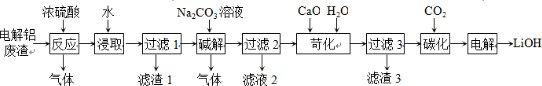 浓硫酸 水 Na₂CO₃溶液 CaO H₂O CO₂
电解铝废渣 反应 浸取 过滤1 碱解 过滤2 苛化 过滤3 碳化 电解 LiOH
气体 滤渣1 气体 滤液2 滤渣3